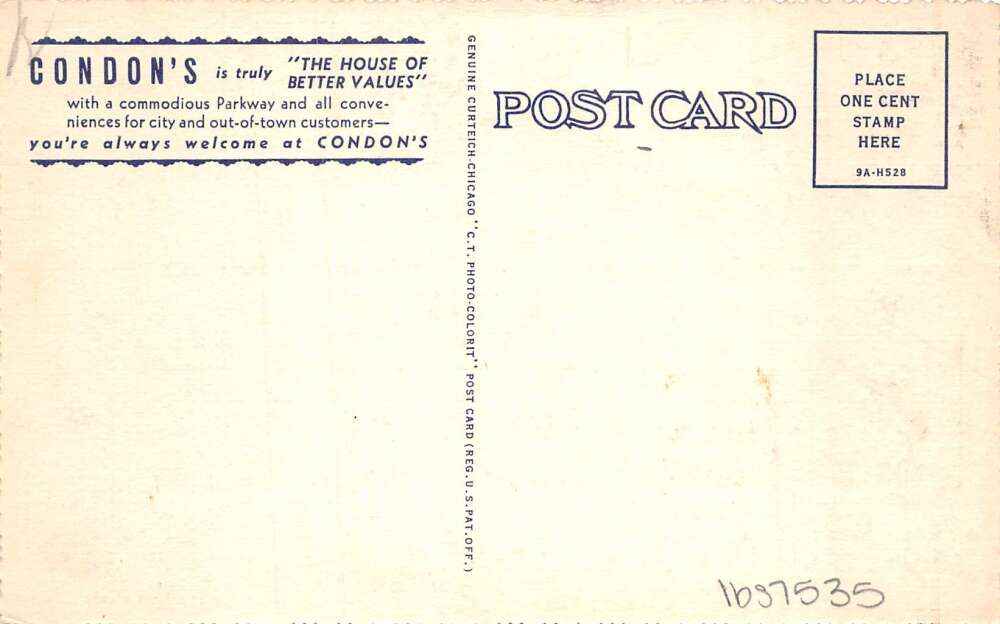 CONDON'S is truly "THE HOUSE OF BETTER VALUES"
with a commodious Parkway and all conve-
niences for city and out-of-town customers—
you're always welcome at CONDON'S
GENUINE CURTEICH-CHICAGO "C.T. PHOTO-COLORIT" POST CARD (REG. U.S. PAT. OFF.)
POST CARD
PLACE
ONE CENT
STAMP
HERE
9A-H528
1637535